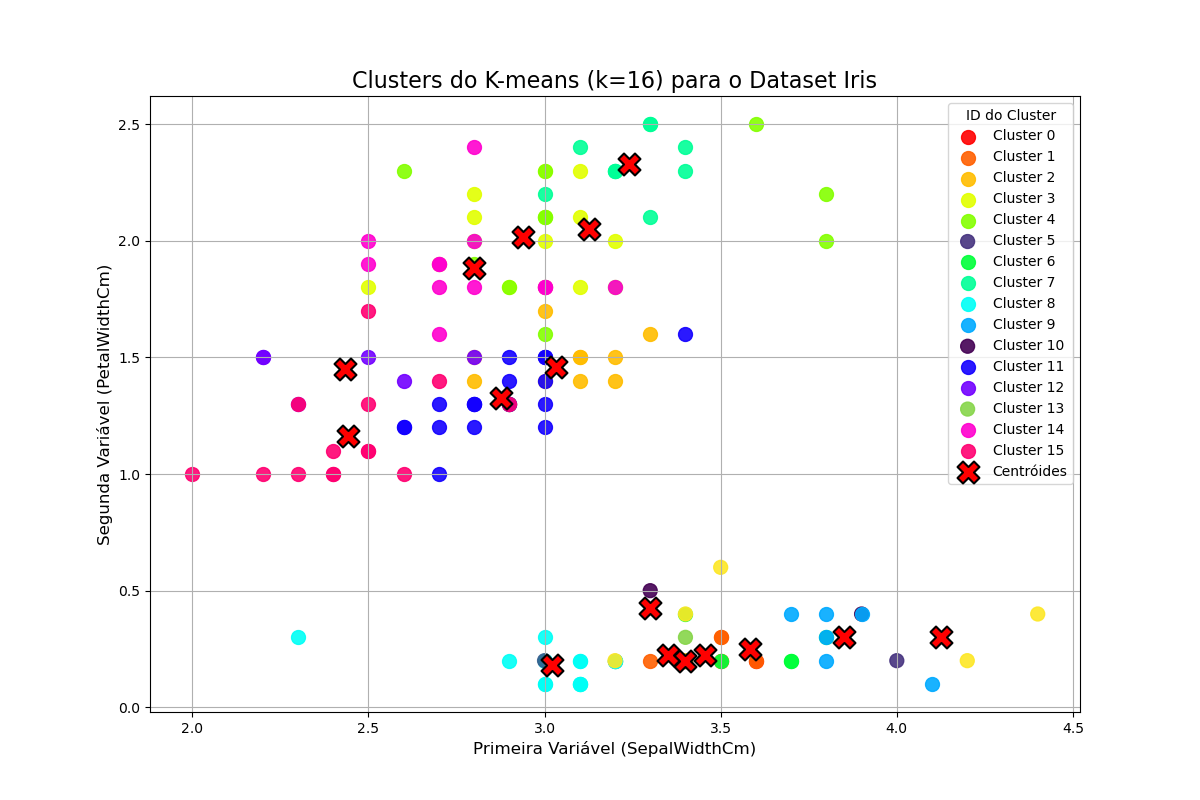 Clusters do K-means (k=16) para o Dataset Iris
ID do Cluster
Cluster 0
Cluster 1
Cluster 2
Cluster 3
Cluster 4
Cluster 5
Cluster 6
Cluster 7
Cluster 8
Cluster 9
Cluster 10
Cluster 11
Cluster 12
Cluster 13
Cluster 14
Cluster 15
Centróides
Segunda Variável (PetalWidthCm)
2.5
2.0
1.5
1.0
0.5
0.0
2.0 2.5 3.0 3.5 4.0 4.5
Primeira Variável (SepalWidthCm)